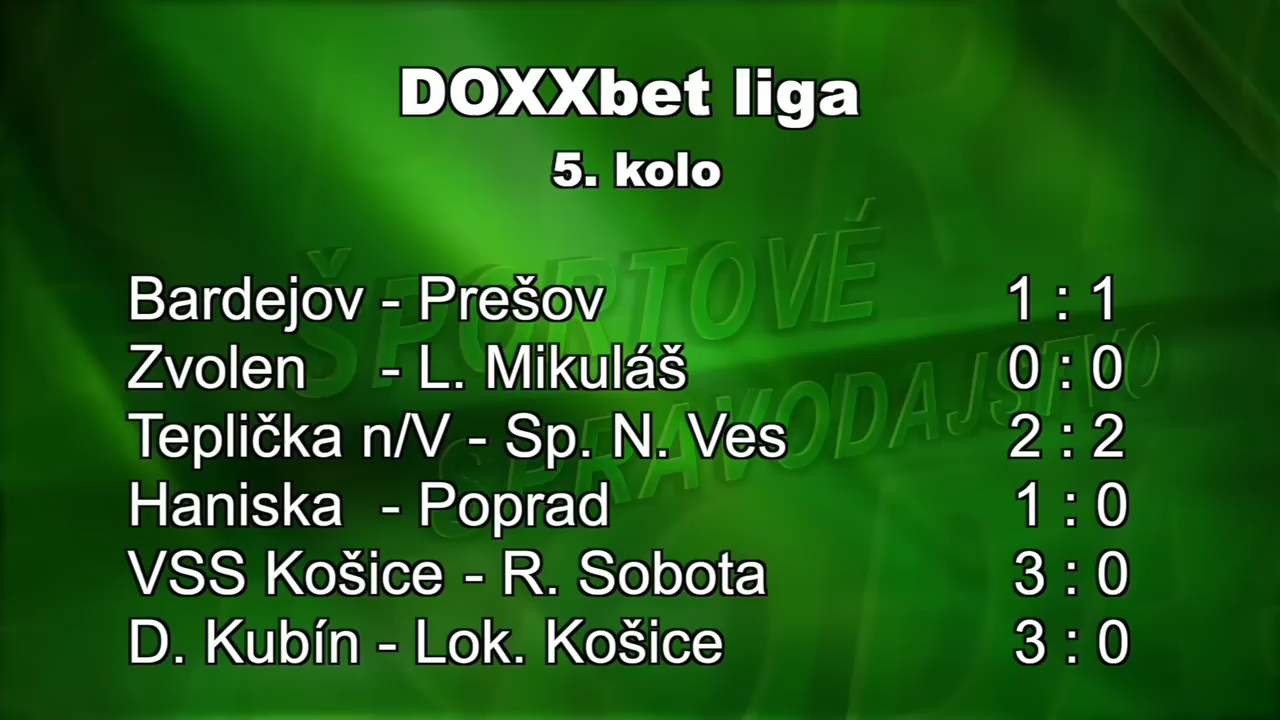 DOXXbet liga
5. kolo
ŠPORTOVÉ
SPRAVODAJSTVO
Bardejov - Prešov 1 : 1
Zvolen - L. Mikuláš 0 : 0
Teplička n/V - Sp. N. Ves 2 : 2
Haniska - Poprad 1 : 0
VSS Košice - R. Sobota 3 : 0
D. Kubín - Lok. Košice 3 : 0